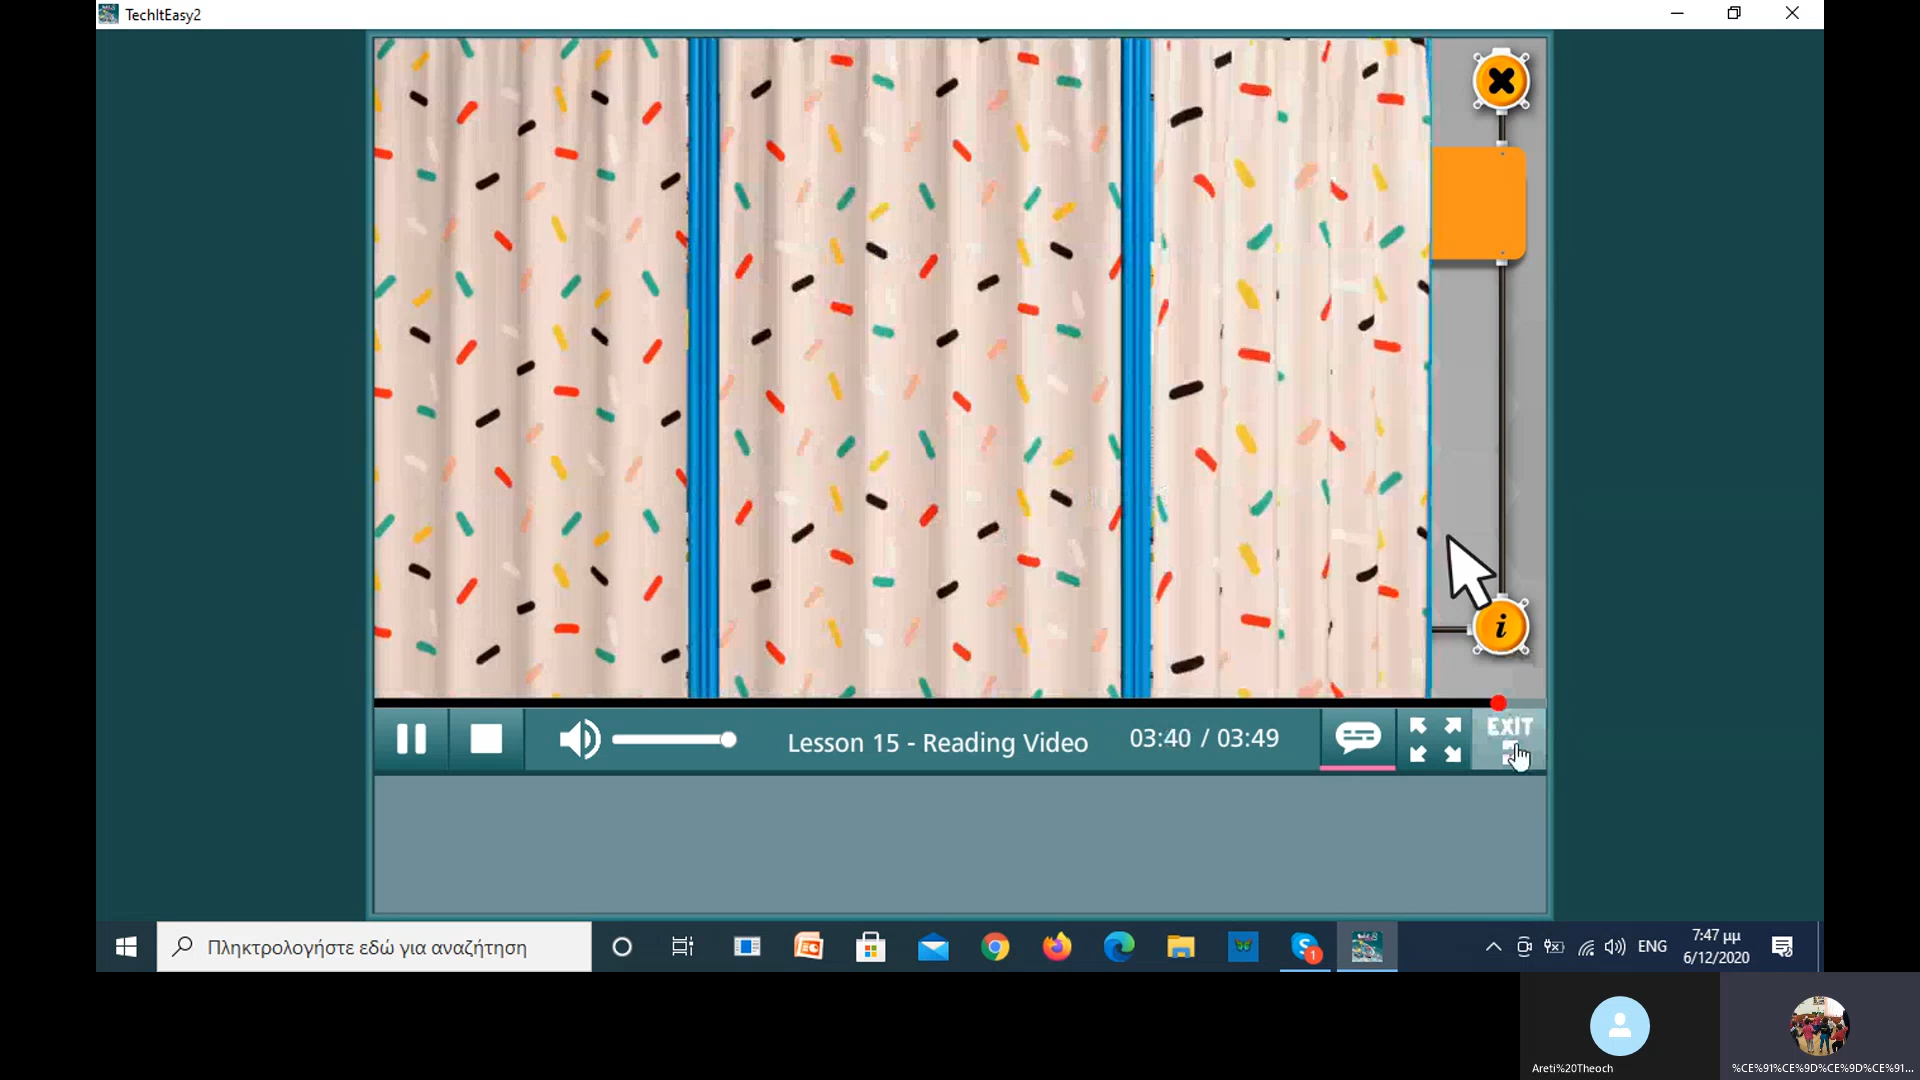 TechItEasy2
i
Lesson 15 - Reading Video
03:40 / 03:49
EXIT
Πληκτρολογήστε εδώ για αναζήτηση
1
ENG
7:47 μμ
6/12/2020
Areti%20Theoch
%CE%91%CE%9D%CE%9D%CE%91...